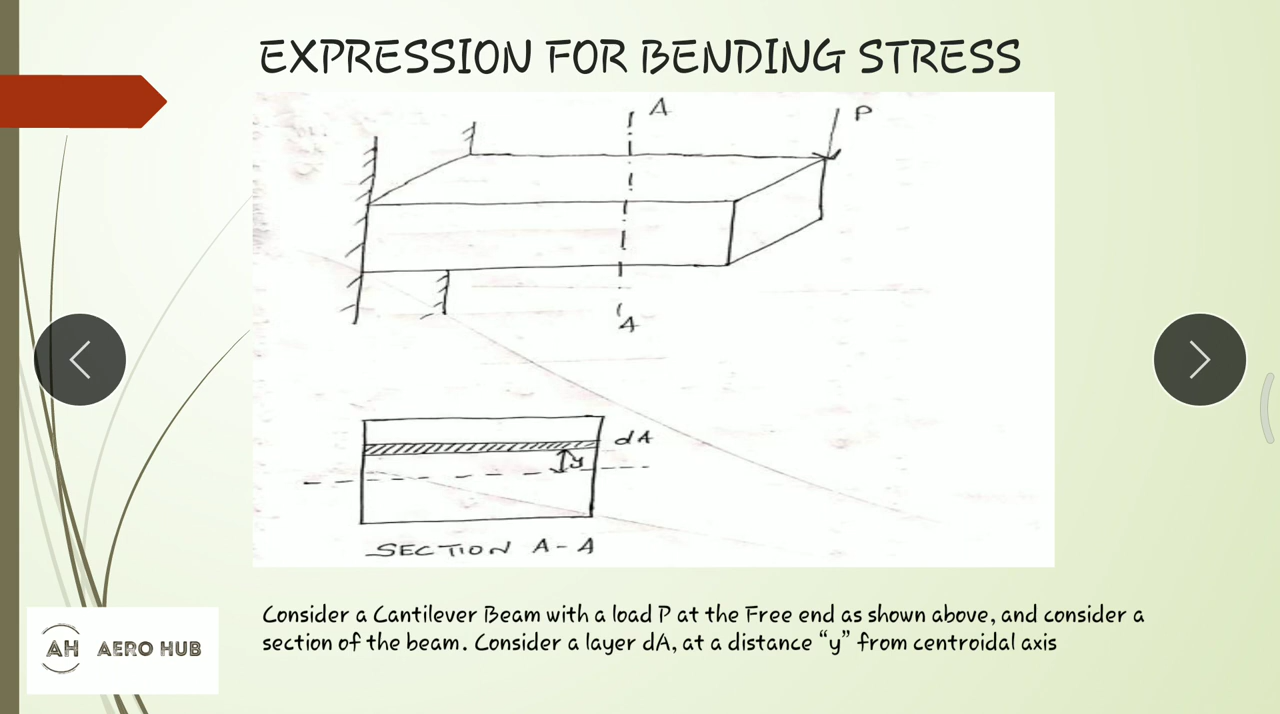 EXPRESSION FOR BENDING STRESS
A
P
A
dA
y
SECTION A-A
Consider a Cantilever Beam with a load P at the Free end as shown above, and consider a
section of the beam. Consider a layer dA, at a distance “y” from centroidal axis
AH AERO HUB